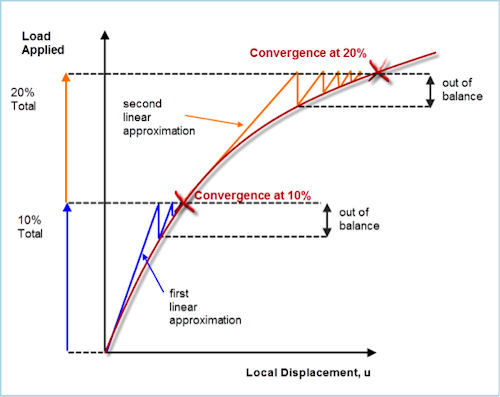 Load
Applied
Convergence at 20%
20%
Total
second
linear
approximation
out of
balance
Convergence at 10%
10%
Total
out of
balance
first
linear
approximation
Local Displacement, u